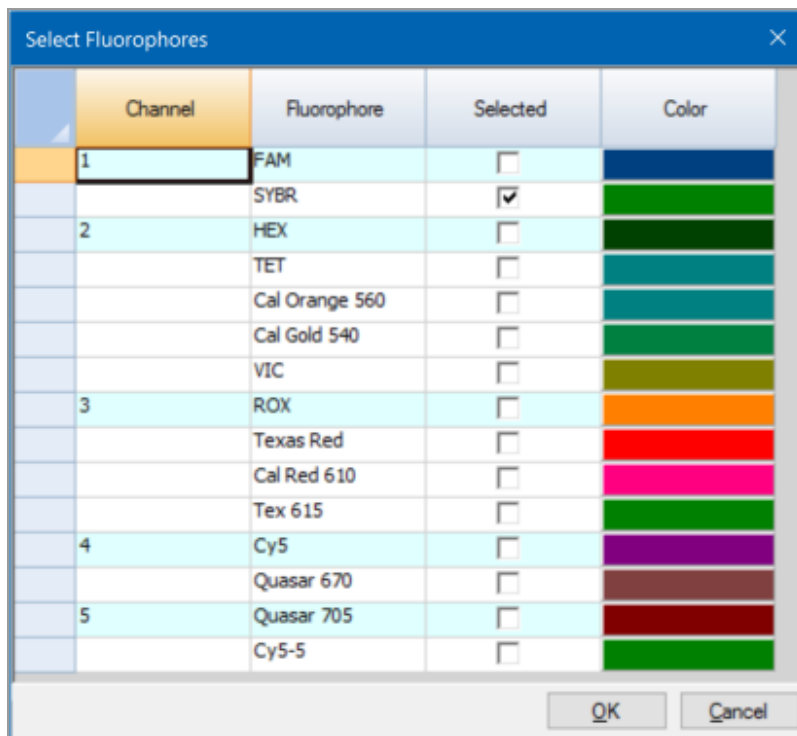 Select Fluorophores
Channel Fluorophore Selected Color
1 FAM
SYBR
2 HEX
TET
Cal Orange 560
Cal Gold 540
VIC
3 ROX
Texas Red
Cal Red 610
Tex 615
4 Cy5
Quasar 670
5 Quasar 705
Cy5-5
OK Cancel